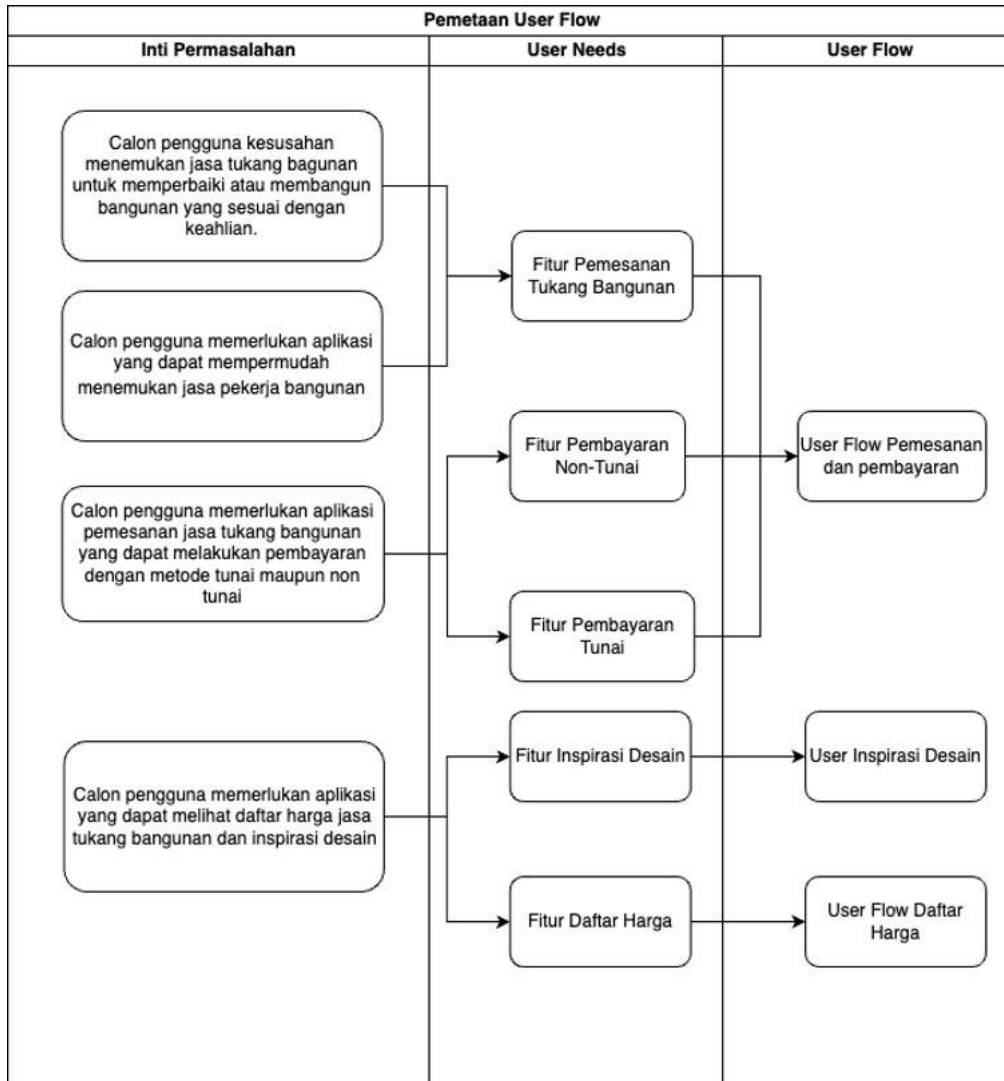 Pemetaan User Flow
Inti Permasalahan
User Needs
User Flow
Calon pengguna kesusahan
menemukan jasa tukang bagunan
untuk memperbaiki atau membangun
bangunan yang sesuai dengan
keahlian.
Calon pengguna memerlukan aplikasi
yang dapat mempermudah
menemukan jasa pekerja bangunan
Calon pengguna memerlukan aplikasi
pemesanan jasa tukang bangunan
yang dapat melakukan pembayaran
dengan metode tunai maupun non
tunai
Calon pengguna memerlukan aplikasi
yang dapat melihat daftar harga jasa
tukang bangunan dan inspirasi desain
Fitur Pemesanan
Tukang Bangunan
Fitur Pembayaran
Non-Tunai
Fitur Pembayaran
Tunai
Fitur Inspirasi Desain
Fitur Daftar Harga
User Flow Pemesanan
dan pembayaran
User Inspirasi Desain
User Flow Daftar
Harga